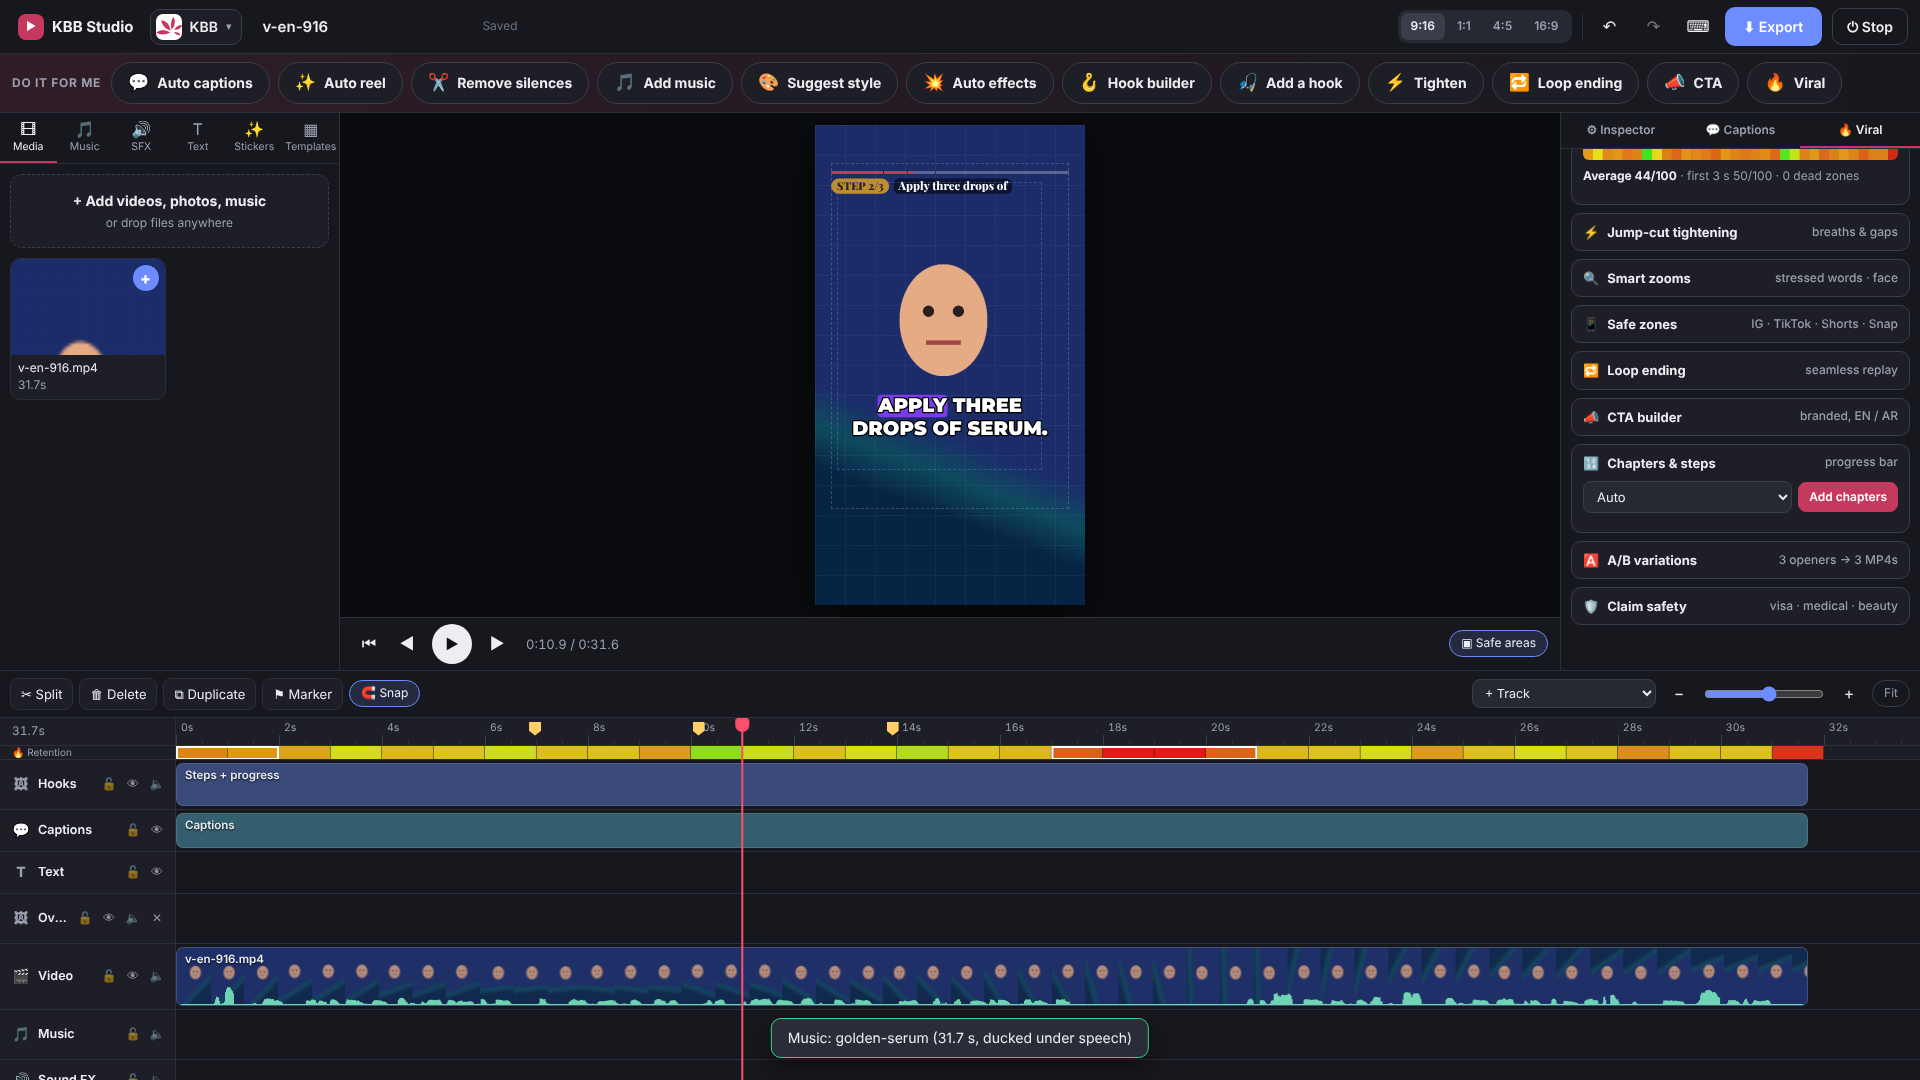 KBB Studio
KBB
v-en-916
Saved
9:16 1:1 4:5 16:9
Export
Stop
DO IT FOR ME
Auto captions
Auto reel
Remove silences
Add music
Suggest style
Auto effects
Hook builder
Add a hook
Tighten
Loop ending
CTA
Viral
Media
Music
SFX
Text
Stickers
Templates
+ Add videos, photos, music
or drop files anywhere
v-en-916.mp4
31.7s
STEP 2/3 Apply three drops of
APPLY THREE
DROPS OF SERUM.
0:10.9 / 0:31.6
Safe areas
Inspector
Captions
Viral
Average 44/100 · first 3 s 50/100 · 0 dead zones
Jump-cut tightening breaths & gaps
Smart zooms stressed words · face
Safe zones IG · TikTok · Shorts · Snap
Loop ending seamless replay
CTA builder branded, EN / AR
Chapters & steps progress bar
Auto Add chapters
A/B variations 3 openers → 3 MP4s
Claim safety visa · medical · beauty
Split
Delete
Duplicate
Marker
Snap
+ Track
−
+
Fit
31.7s
0s 2s 4s 6s 8s 0s 12s 14s 16s 18s 20s 22s 24s 26s 28s 30s 32s
Retention
Hooks
Steps + progress
Captions
Captions
T Text
Ov...
Video
v-en-916.mp4
Music
Music: golden-serum (31.7 s, ducked under speech)
Sound FX